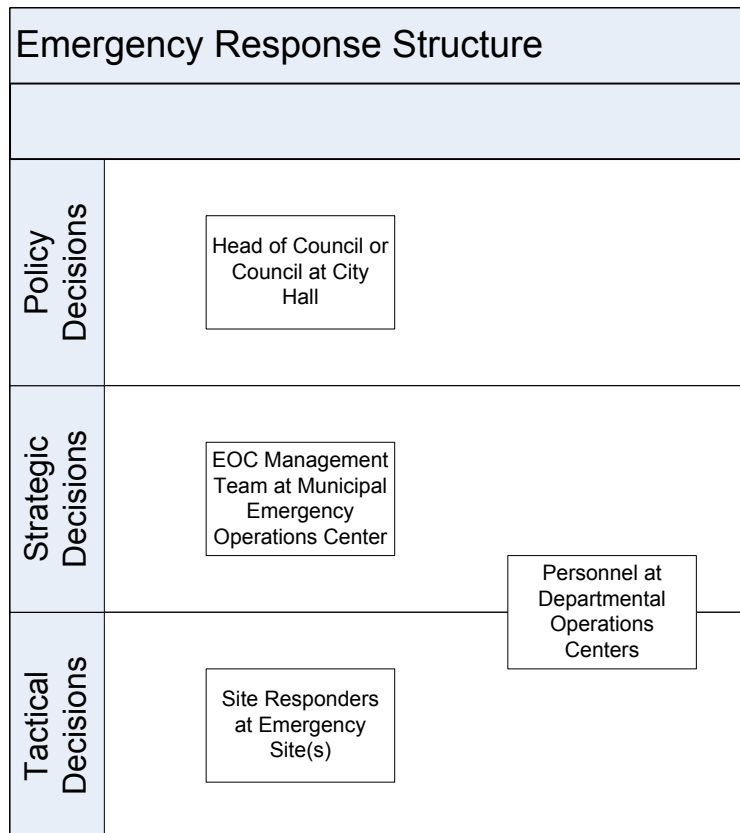 Emergency Response Structure
Policy
Decisions
Head of Council or
Council at City
Hall
Strategic
Decisions
EOC Management
Team at Municipal
Emergency
Operations Center
Personnel at
Departmental
Operations
Centers
Tactical
Decisions
Site Responders
at Emergency
Site(s)